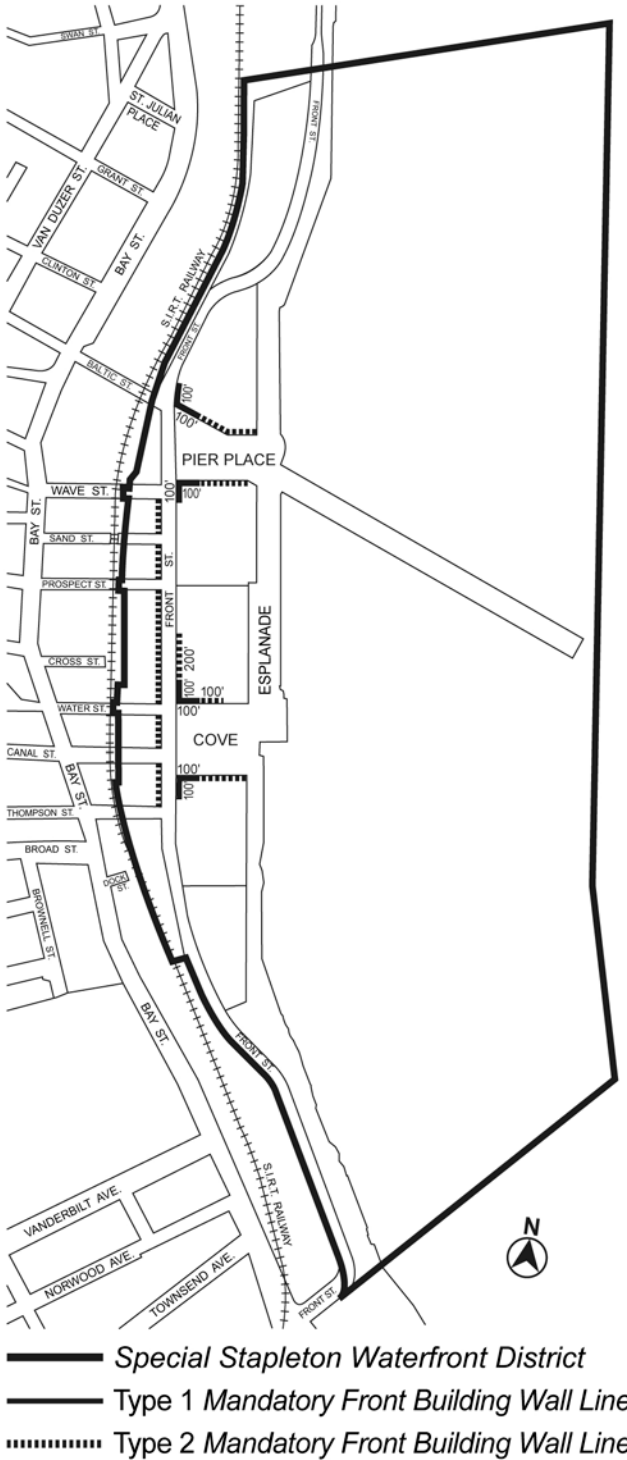 SWAN ST.
FRONT ST.
ST. JULIAN
PLACE
GRANT ST.
VAN DUZER ST.
BAY ST.
CLINTON ST.
S.I.R.T. RAILWAY
FRONT ST.
BALTIC ST.
100'
100'
PIER PLACE
WAVE ST.
100'
100'
BAY ST.
SAND ST.
ST.
PROSPECT ST.
FRONT
ESPLANADE
200'
CROSS ST.
100'
100'
WATER ST.
100'
COVE
CANAL ST.
BAY ST.
100'
100'
THOMPSON ST.
BROAD ST.
DOCK
ST.
BROWNELL ST.
BAY ST.
FRONT ST.
S.I.R.T. RAILWAY
VANDERBILT AVE.
N
NORWOOD AVE.
TOWNSEND AVE.
FRONT ST.
Special Stapleton Waterfront District
Type 1 Mandatory Front Building Wall Line
Type 2 Mandatory Front Building Wall Line